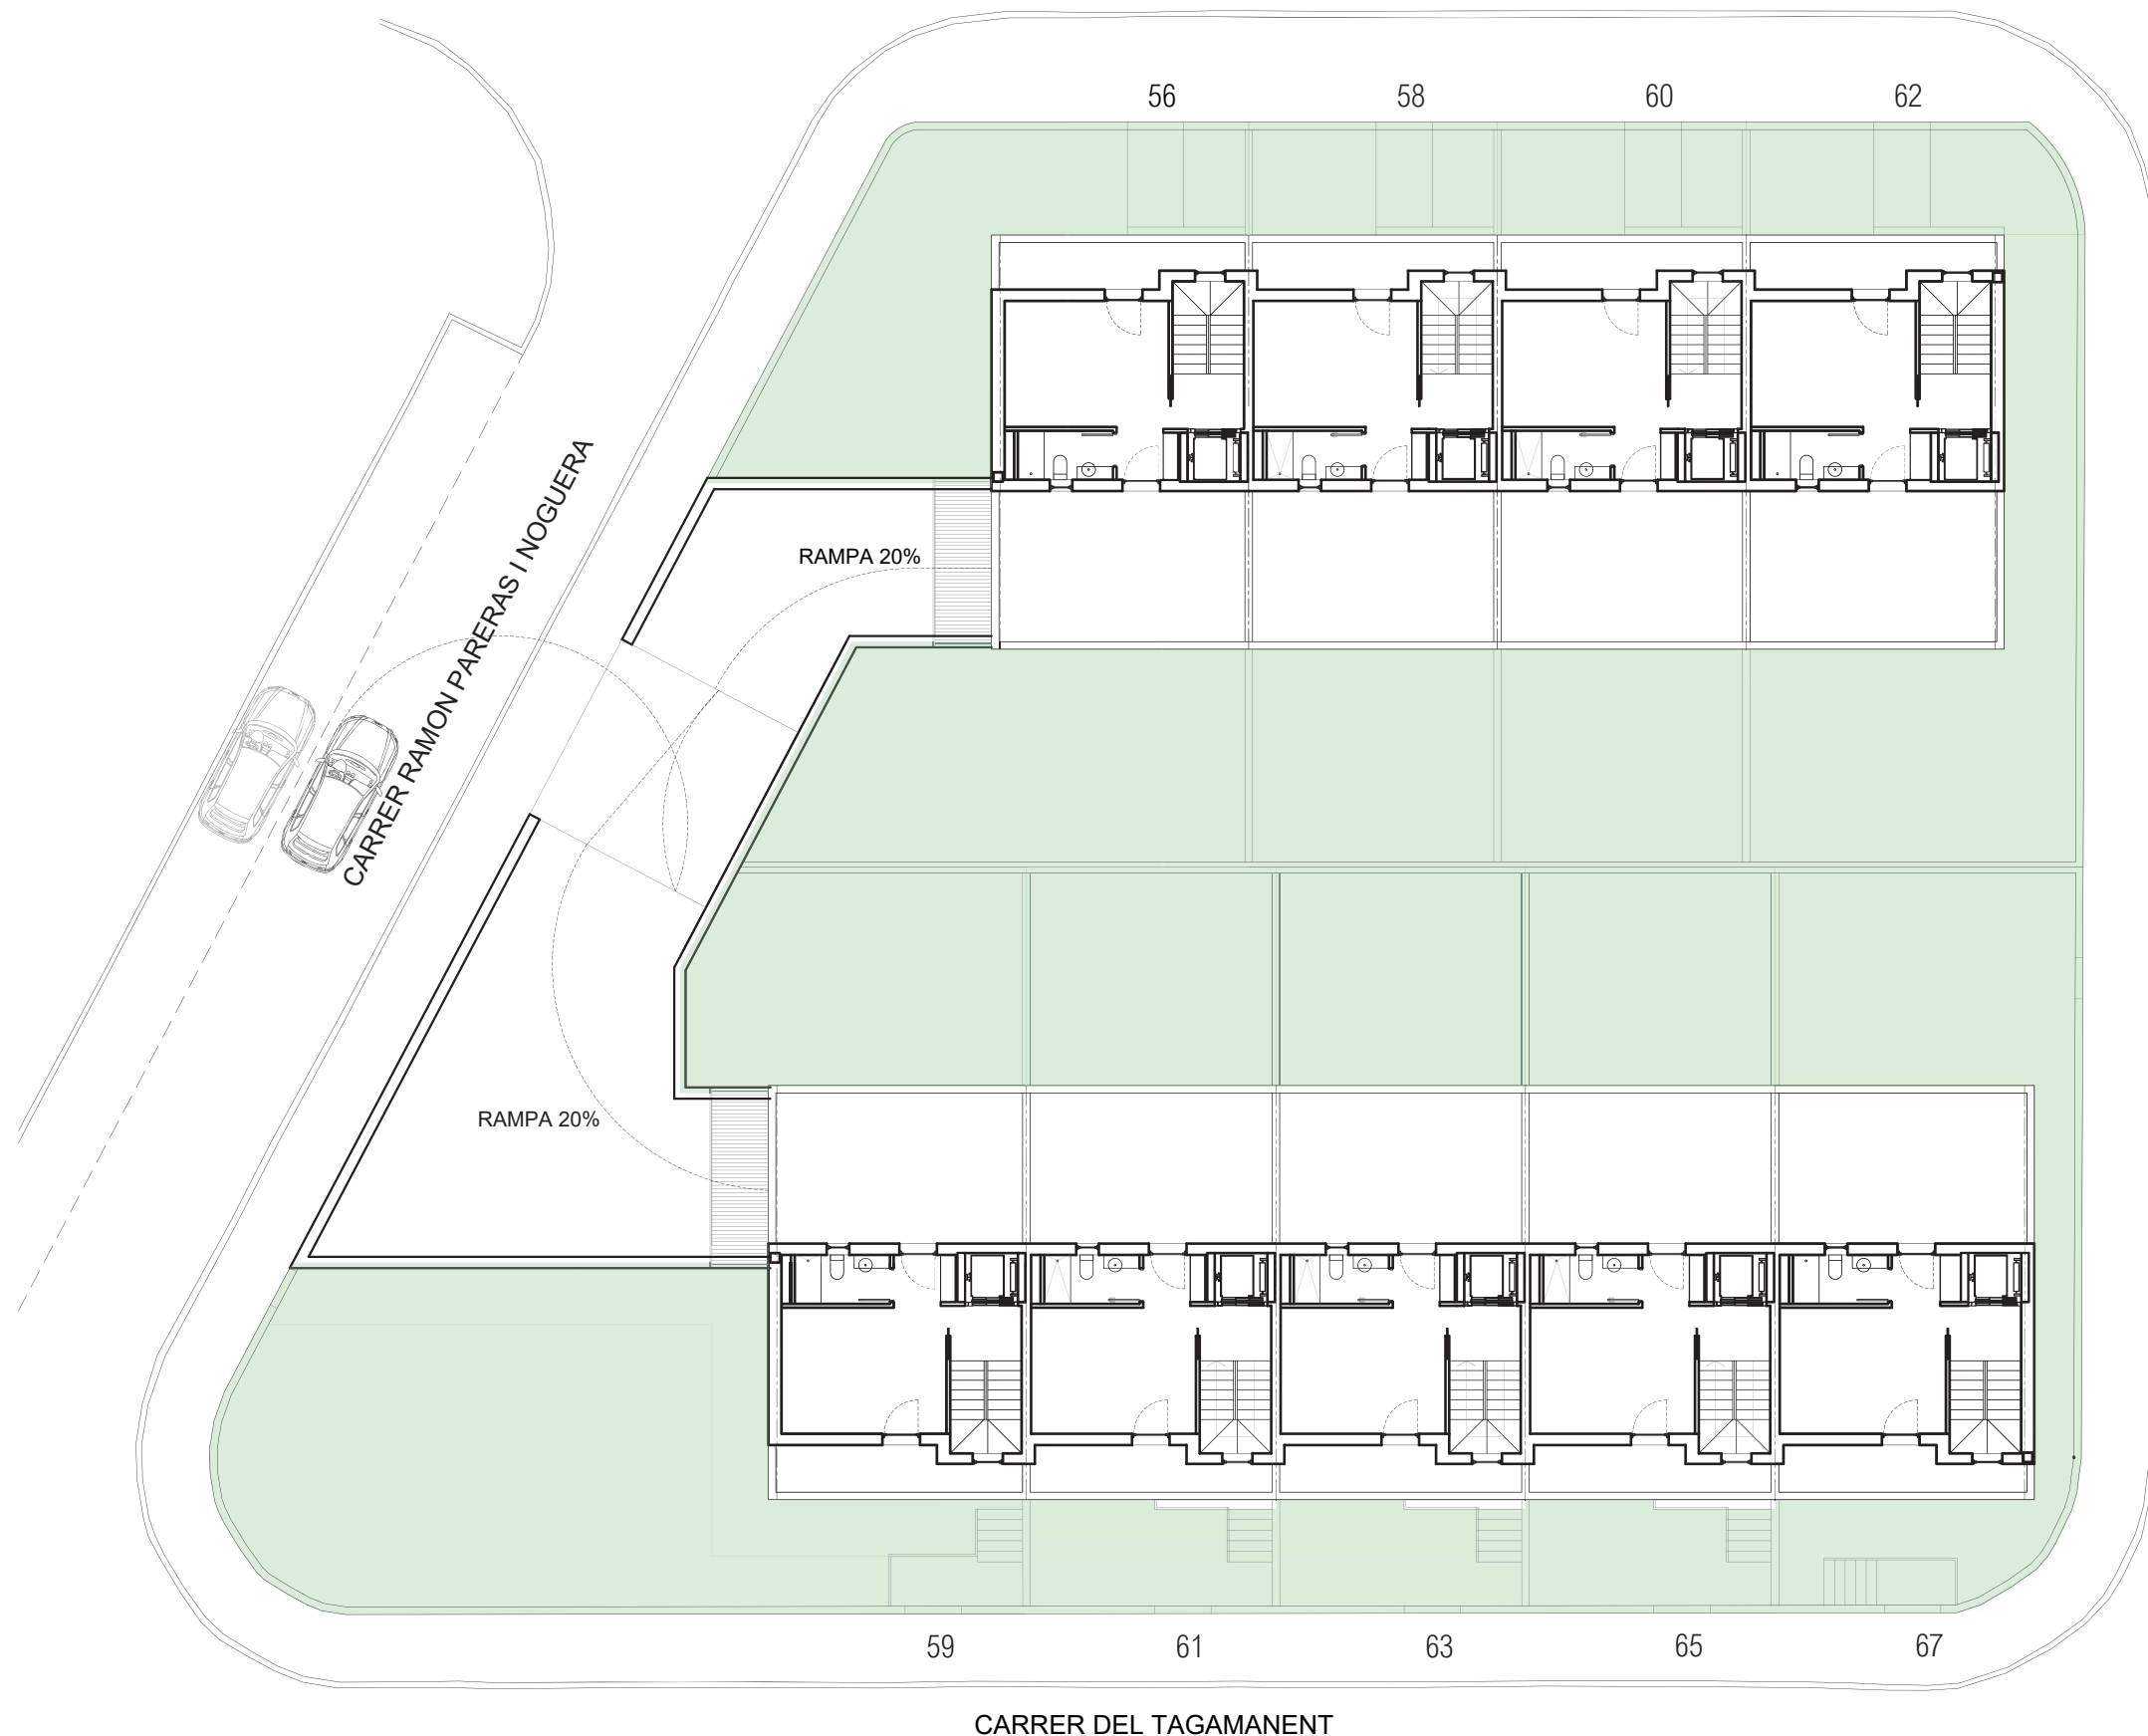 56 58 60 62
CARRER RAMON PARERAS I NOGUERA
RAMPA 20%
RAMPA 20%
59 61 63 65 67
CARRER DEL TAGAMANENT